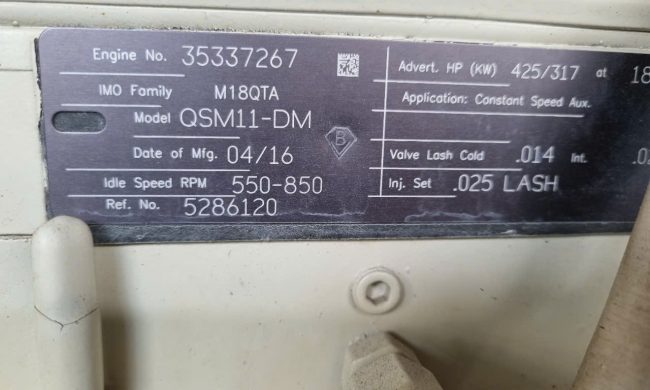 Engine No. 35337267
IMO Family M18QTA
Model QSM11-DM
B
Date of Mfg. 04/16
Idle Speed RPM 550-850
Ref. No. 5286120
Advert. HP (KW) 425/317 at 18
Application: Constant Speed Aux.
Valve Lash Cold .014 Int.
Inj. Set .025 LASH